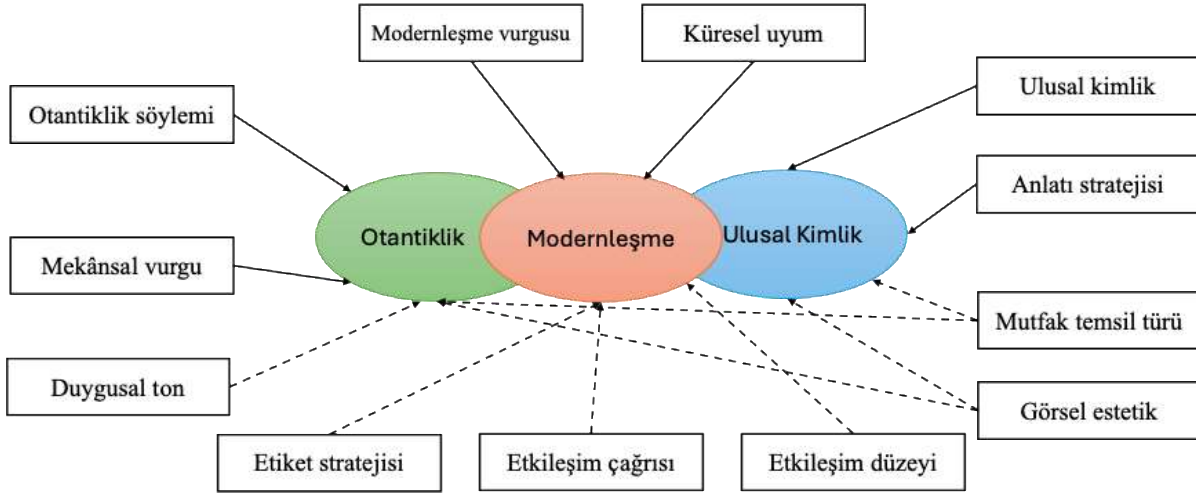 Modernleşme vurgusu
Küresel uyum
Otantiklik söylemi
Ulusal kimlik
Anlatı stratejisi
Otantiklik
Modernleşme
Ulusal Kimlik
Mekânsal vurgu
Mutfak temsil türü
Duygusal ton
Görsel estetik
Etiket stratejisi
Etkileşim çağrısı
Etkileşim düzeyi